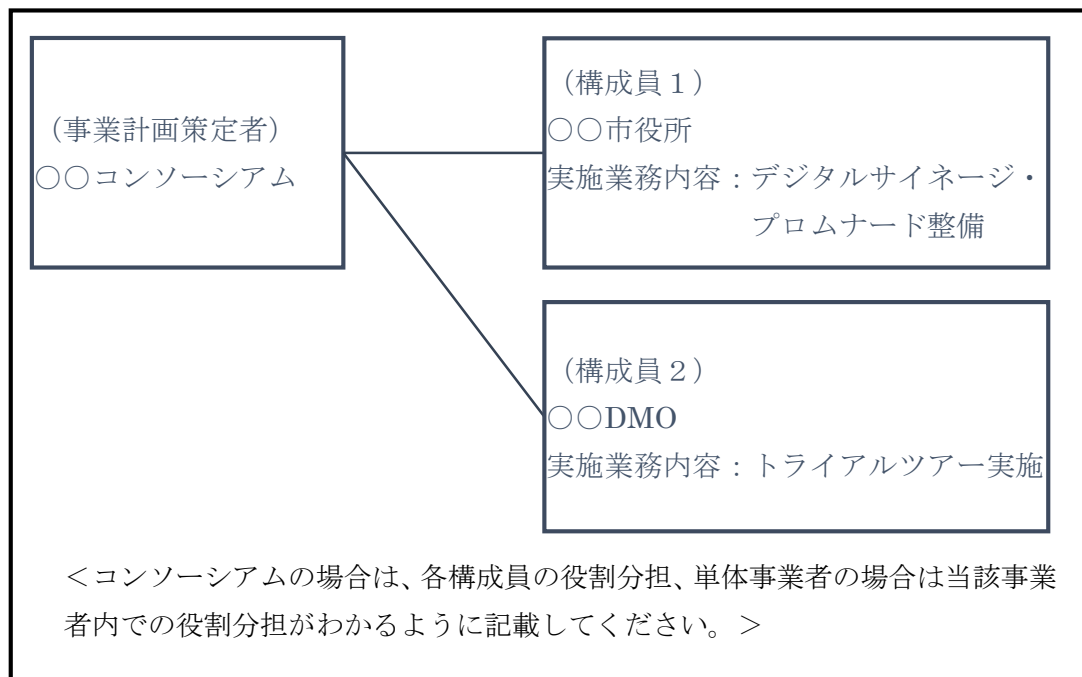 （事業計画策定者）
○○コンソーシアム
（構成員１）
○○市役所
実施業務内容：デジタルサイネージ・
プロムナード整備
（構成員２）
○○DMO
実施業務内容：トライアルツアー実施
＜コンソーシアムの場合は、各構成員の役割分担、単体事業者の場合は当該事業
者内での役割分担がわかるように記載してください。＞